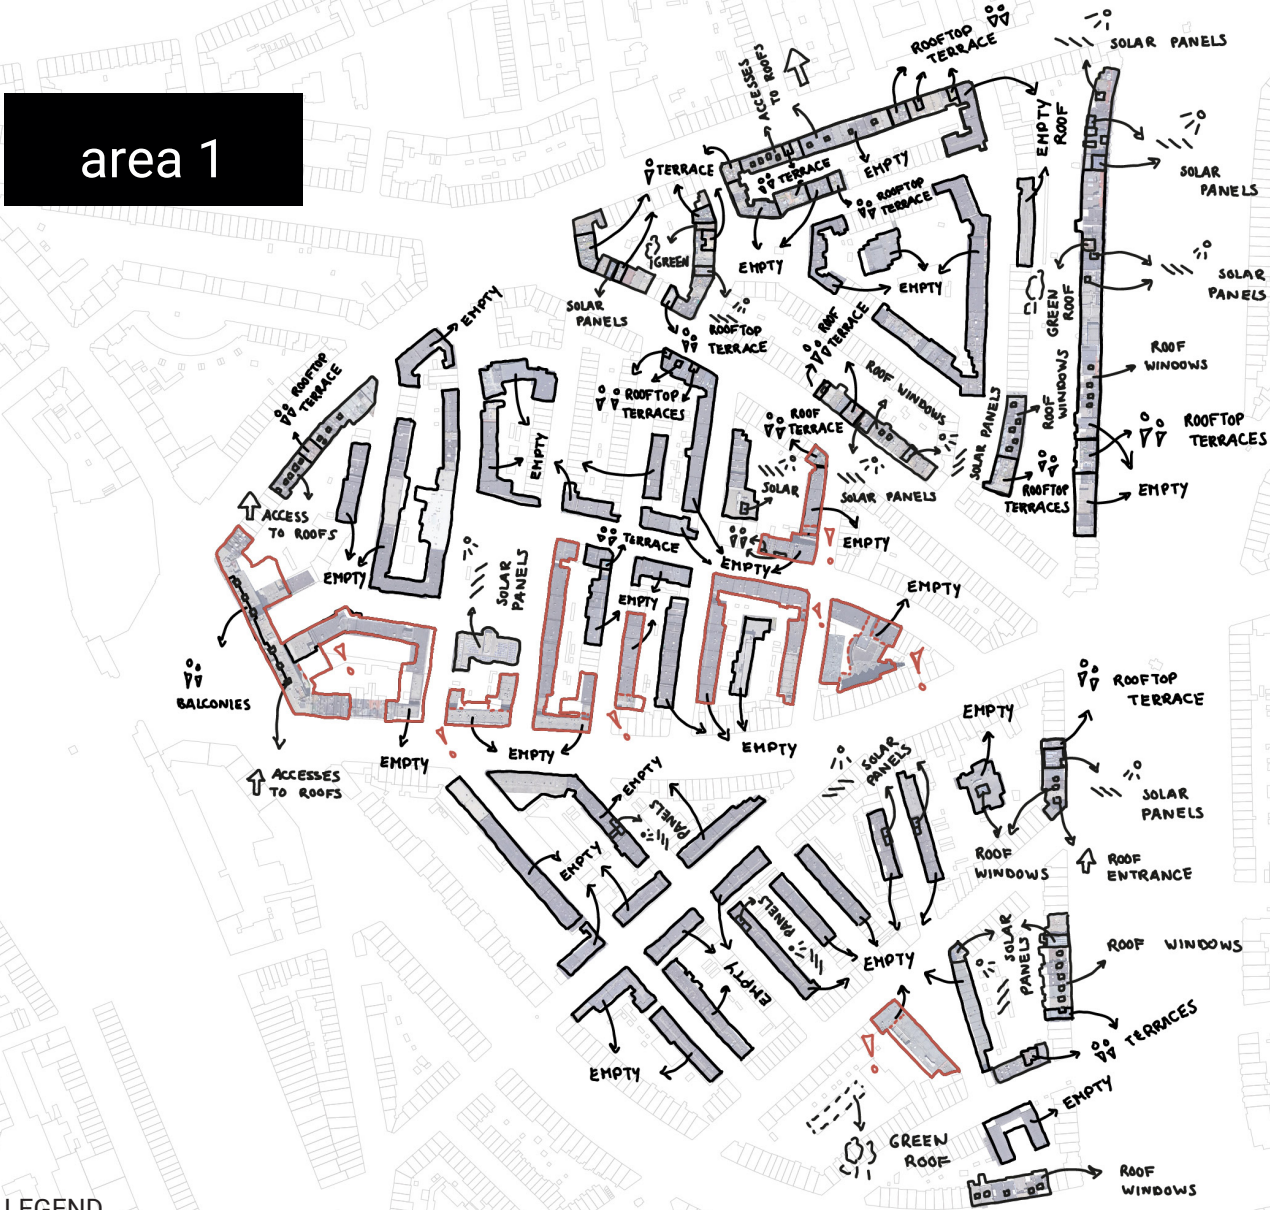 area 1
ROOFTOP
TERRACE
SOLAR PANELS
ACCESSES
TO ROOFS
EMPTY
ROOF
SOLAR
PANELS
TERRACE
TERRACE
EMPTY
ROOFTOP
TERRACE
GREEN
EMPTY
SOLAR
PANELS
EMPTY
SOLAR
PANELS
GREEN
ROOF
ROOFTOP
TERRACE
ROOF
TERRACE
EMPTY
ROOF
WINDOWS
ROOFTOP
TERRACE
ROOF WINDOWS
ROOF
WINDOWS
ROOFTOP
TERRACES
ROOF
TERRACE
SOLAR PANELS
ROOFTOP
TERRACES
EMPTY
SOLAR
SOLAR PANELS
ROOFTOP
TERRACES
EMPTY
ACCESS
TO ROOFS
TERRACE
EMPTY
EMPTY
EMPTY
SOLAR
PANELS
EMPTY
EMPTY
BALCONIES
ROOFTOP
TERRACE
EMPTY
EMPTY
EMPTY
EMPTY
ACCESSES
TO ROOFS
EMPTY
SOLAR
PANELS
PANELS
SOLAR
PANELS
EMPTY
ROOF
WINDOWS
ROOF
ENTRANCE
PANELS
SOLAR
PANELS
ROOF WINDOWS
EMPTY
EMPTY
TERRACES
EMPTY
EMPTY
GREEN
ROOF
ROOF
WINDOWS
LEGEND